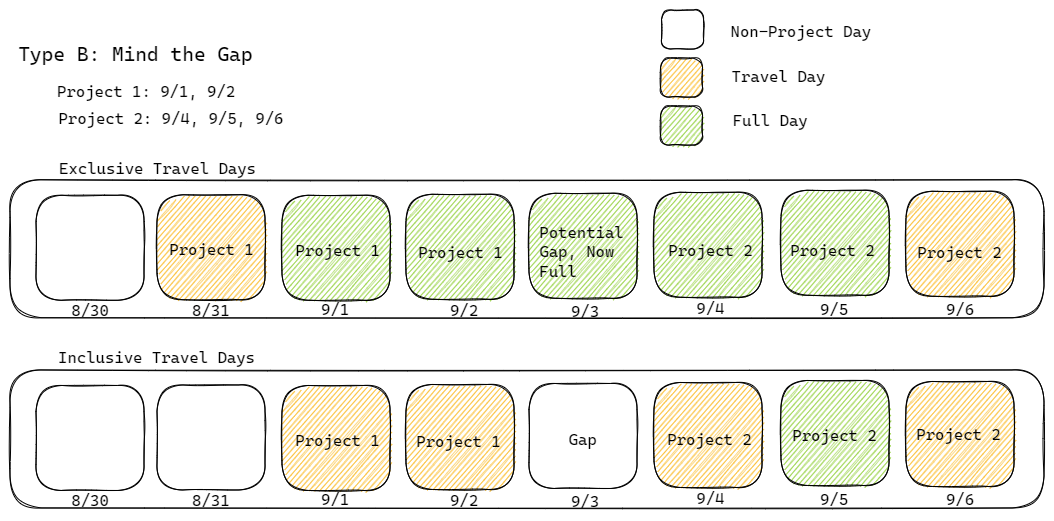 Type B: Mind the Gap
Project 1: 9/1, 9/2
Project 2: 9/4, 9/5, 9/6
Non-Project Day
Travel Day
Full Day
Exclusive Travel Days
Project 1
Project 1
Project 1
Potential
Gap, Now
Full
Project 2
Project 2
Project 2
8/30
8/31
9/1
9/2
9/3
9/4
9/5
9/6
Inclusive Travel Days
Project 1
Project 1
Gap
Project 2
Project 2
Project 2
8/30
8/31
9/1
9/2
9/3
9/4
9/5
9/6